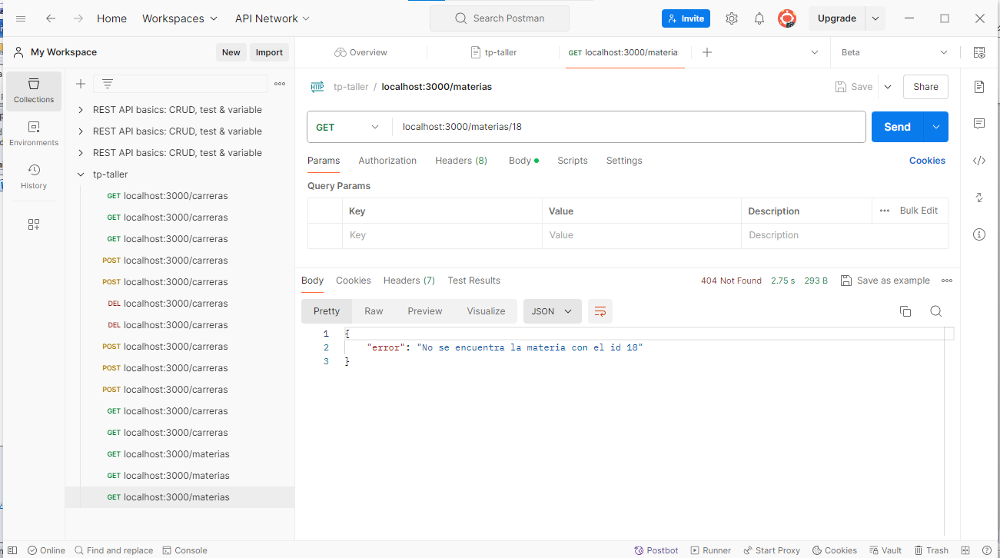 Home Workspaces API Network Search Postman Invite Upgrade
My Workspace New Import Overview tp-taller GET localhost:3000/materia Beta
Collections
Environments
History
REST API basics: CRUD, test & variable
REST API basics: CRUD, test & variable
REST API basics: CRUD, test & variable
tp-taller
GET localhost:3000/carreras
GET localhost:3000/carreras
GET localhost:3000/carreras
POST localhost:3000/carreras
POST localhost:3000/carreras
DEL localhost:3000/carreras
DEL localhost:3000/carreras
POST localhost:3000/carreras
POST localhost:3000/carreras
POST localhost:3000/carreras
GET localhost:3000/carreras
GET localhost:3000/carreras
GET localhost:3000/materias
GET localhost:3000/materias
GET localhost:3000/materias
HTTP tp-taller / localhost:3000/materias Save Share
GET localhost:3000/materias/18 Send
Params Authorization Headers (8) Body Scripts Settings Cookies
Query Params
Key Value Description Bulk Edit
Key Value Description
Body Cookies Headers (7) Test Results 404 Not Found 2.75 s 293 B Save as example
Pretty Raw Preview Visualize JSON
1 {
2 "error": "No se encuentra la materia con el id 18"
3 }
Online Find and replace Console Postbot Runner Start Proxy Cookies Vault Trash